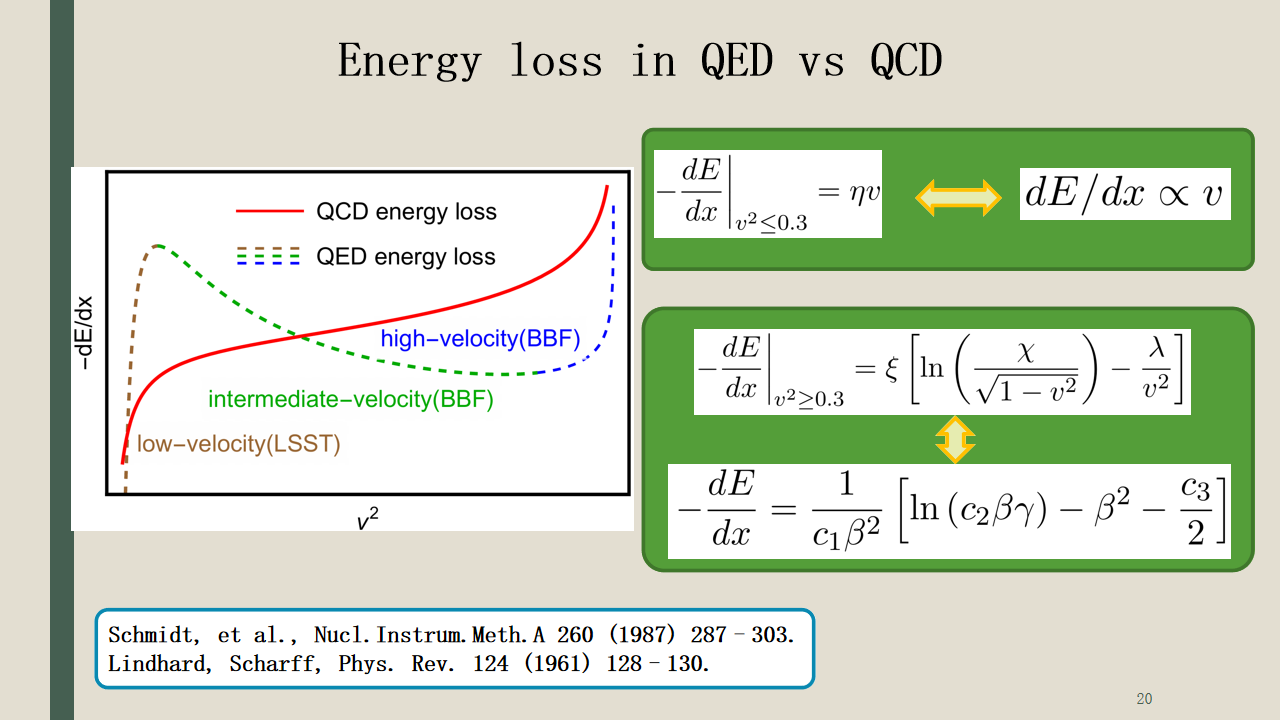 Energy loss in QED vs QCD
QCD energy loss
QED energy loss
−dE/dx
high−velocity(BBF)
intermediate−velocity(BBF)
low−velocity(LSST)
v²
−dE/dx|_{v²≤0.3} = ηv
dE/dx ∝ v
−dE/dx|_{v²≥0.3} = ξ [ln (χ/√(1 − v²)) − λ/v²]
−dE/dx = 1/(c₁β²) [ln (c₂βγ) − β² − c₃/2]
Schmidt, et al., Nucl.Instrum.Meth.A 260 (1987) 287–303.
Lindhard, Scharff, Phys. Rev. 124 (1961) 128–130.
20